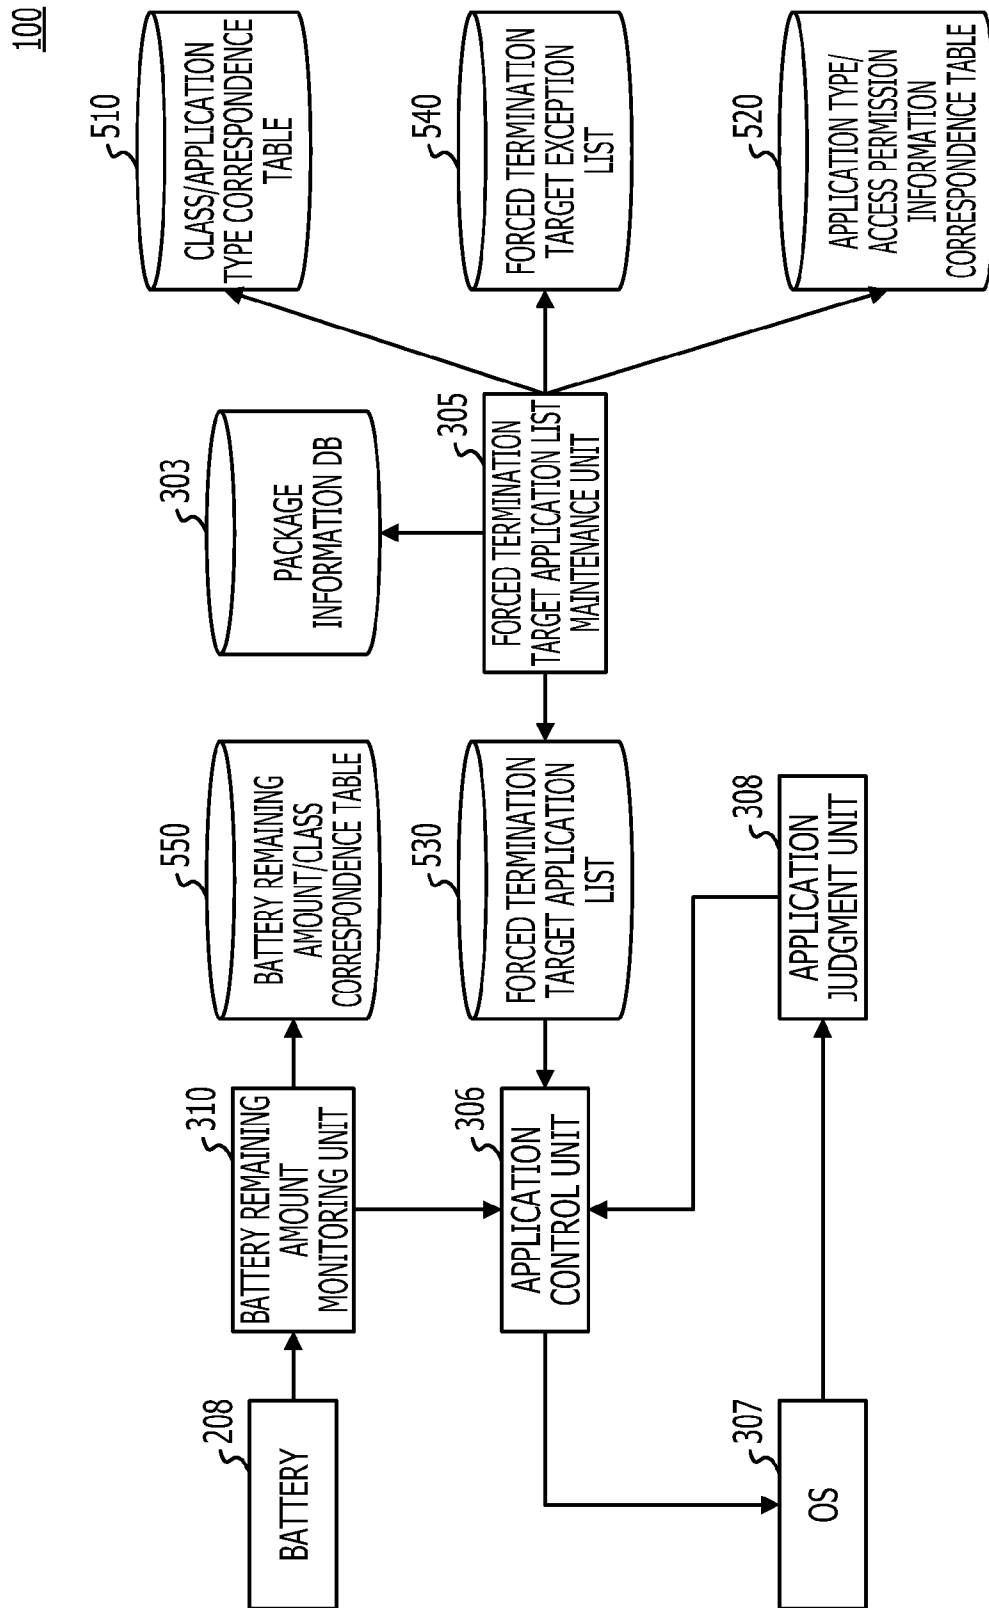 100
208
BATTERY
310
BATTERY REMAINING
AMOUNT
MONITORING UNIT
550
BATTERY REMAINING
AMOUNT/CLASS
CORRESPONDENCE TABLE
303
PACKAGE
INFORMATION DB
510
CLASS/APPLICATION
TYPE CORRESPONDENCE
TABLE
306
APPLICATION
CONTROL UNIT
530
FORCED TERMINATION
TARGET APPLICATION
LIST
305
FORCED TERMINATION
TARGET APPLICATION LIST
MAINTENANCE UNIT
540
FORCED TERMINATION
TARGET EXCEPTION
LIST
307
OS
308
APPLICATION
JUDGMENT UNIT
520
APPLICATION TYPE/
ACCESS PERMISSION
INFORMATION
CORRESPONDENCE TABLE